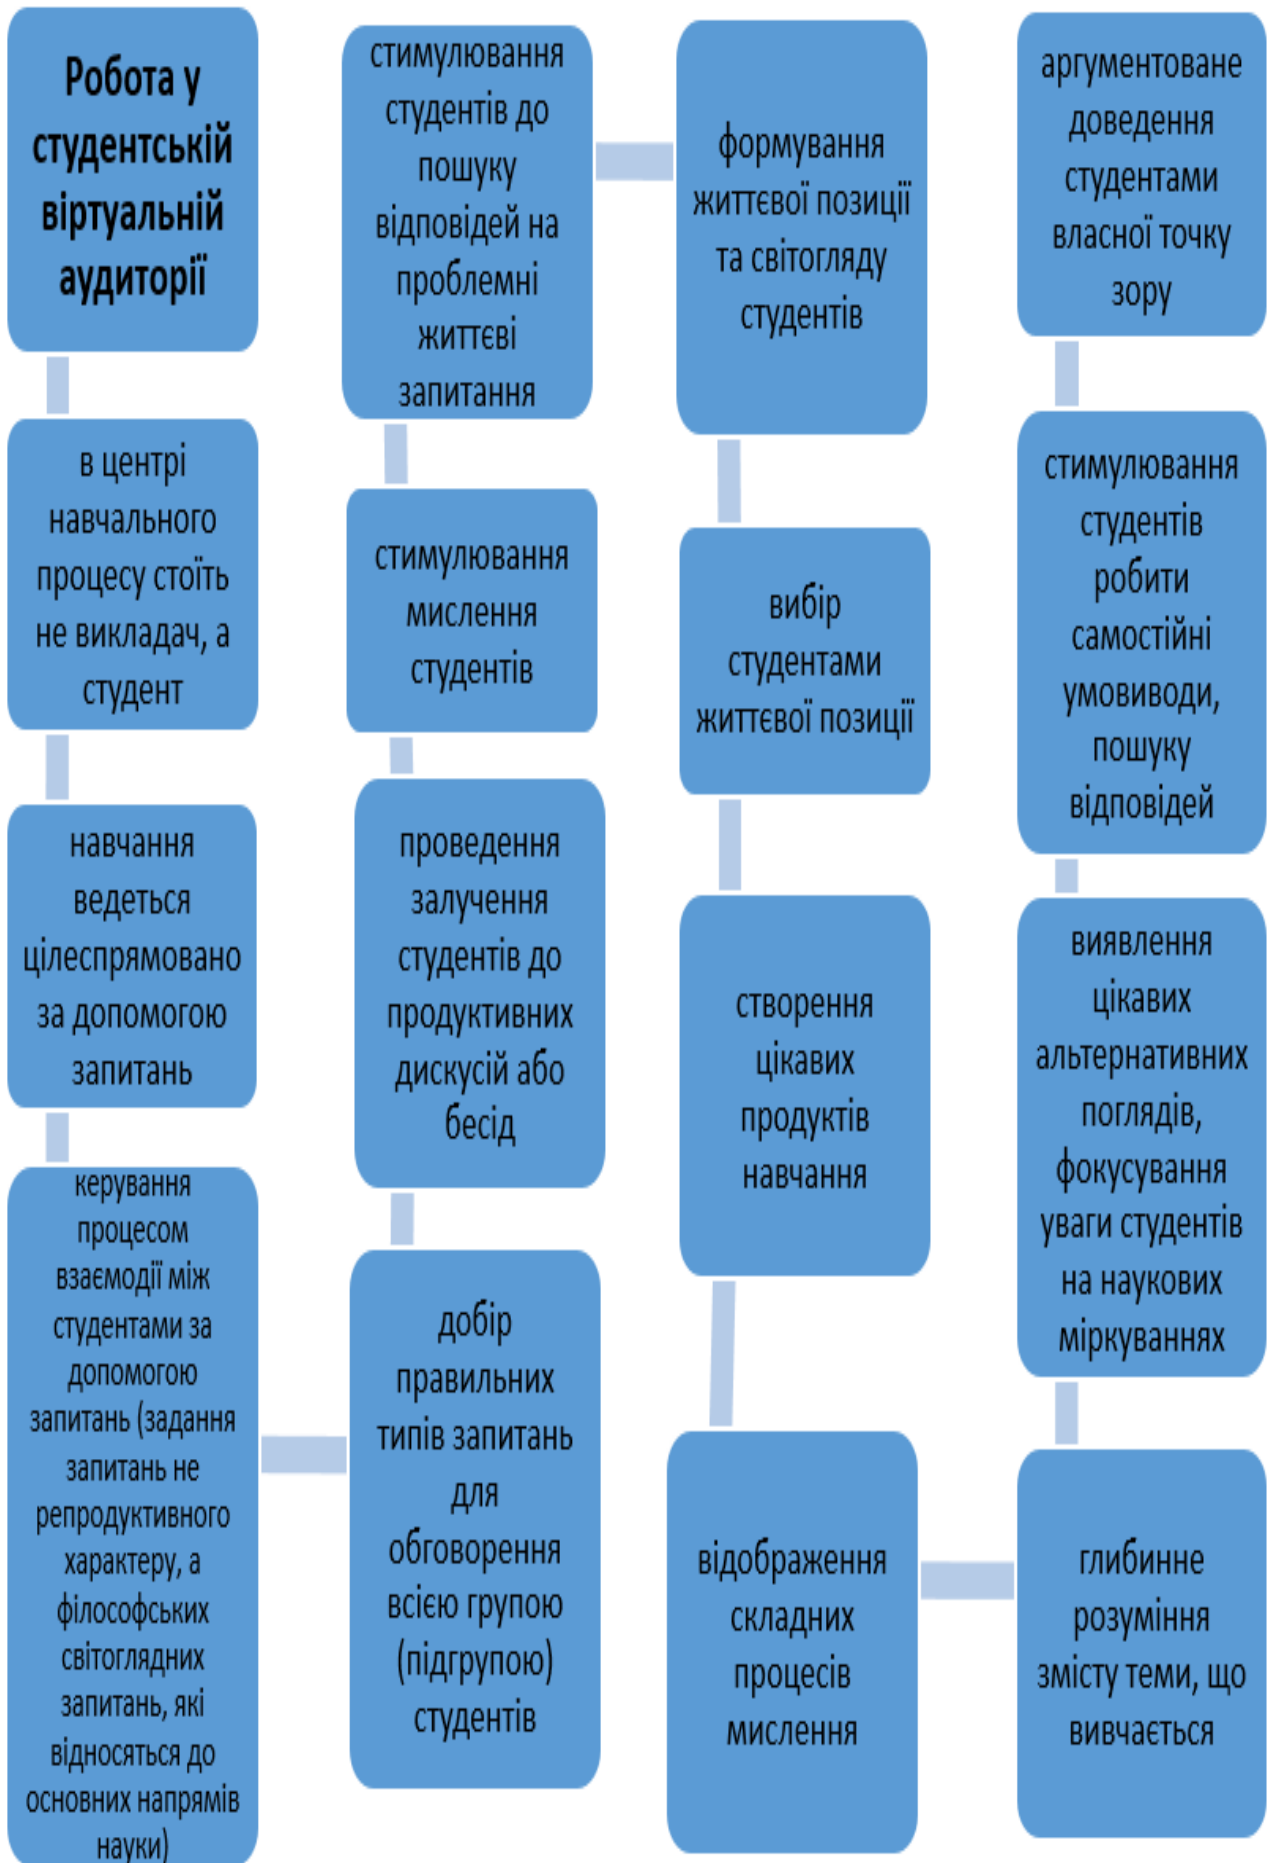 Робота у
студентській
віртуальній
аудиторії
в центрі
навчального
процесу стоїть
не викладач, а
студент
навчання
ведеться
цілеспрямовано
за допомогою
запитань
керування
процесом
взаємодії між
студентами за
допомогою
запитань (задання
запитань не
репродуктивного
характеру, а
філософських
світоглядних
запитань, які
відносяться до
основних напрямів
науки)
добір
правильних
типів запитань
для
обговорення
всією групою
(підгрупою)
студентів
проведення
залучення
студентів до
продуктивних
дискусій або
бесід
стимулювання
мислення
студентів
стимулювання
студентів до
пошуку
відповідей на
проблемні
життєві
запитання
формування
життєвої позиції
та світогляду
студентів
вибір
студентами
життєвої позиції
створення
цікавих
продуктів
навчання
відображення
складних
процесів
мислення
глибинне
розуміння
змісту теми, що
вивчається
виявлення
цікавих
альтернативних
поглядів,
фокусування
уваги студентів
на наукових
міркуваннях
стимулювання
студентів
робити
самостійні
умовиводи,
пошуку
відповідей
аргументоване
доведення
студентами
власної точку
зору